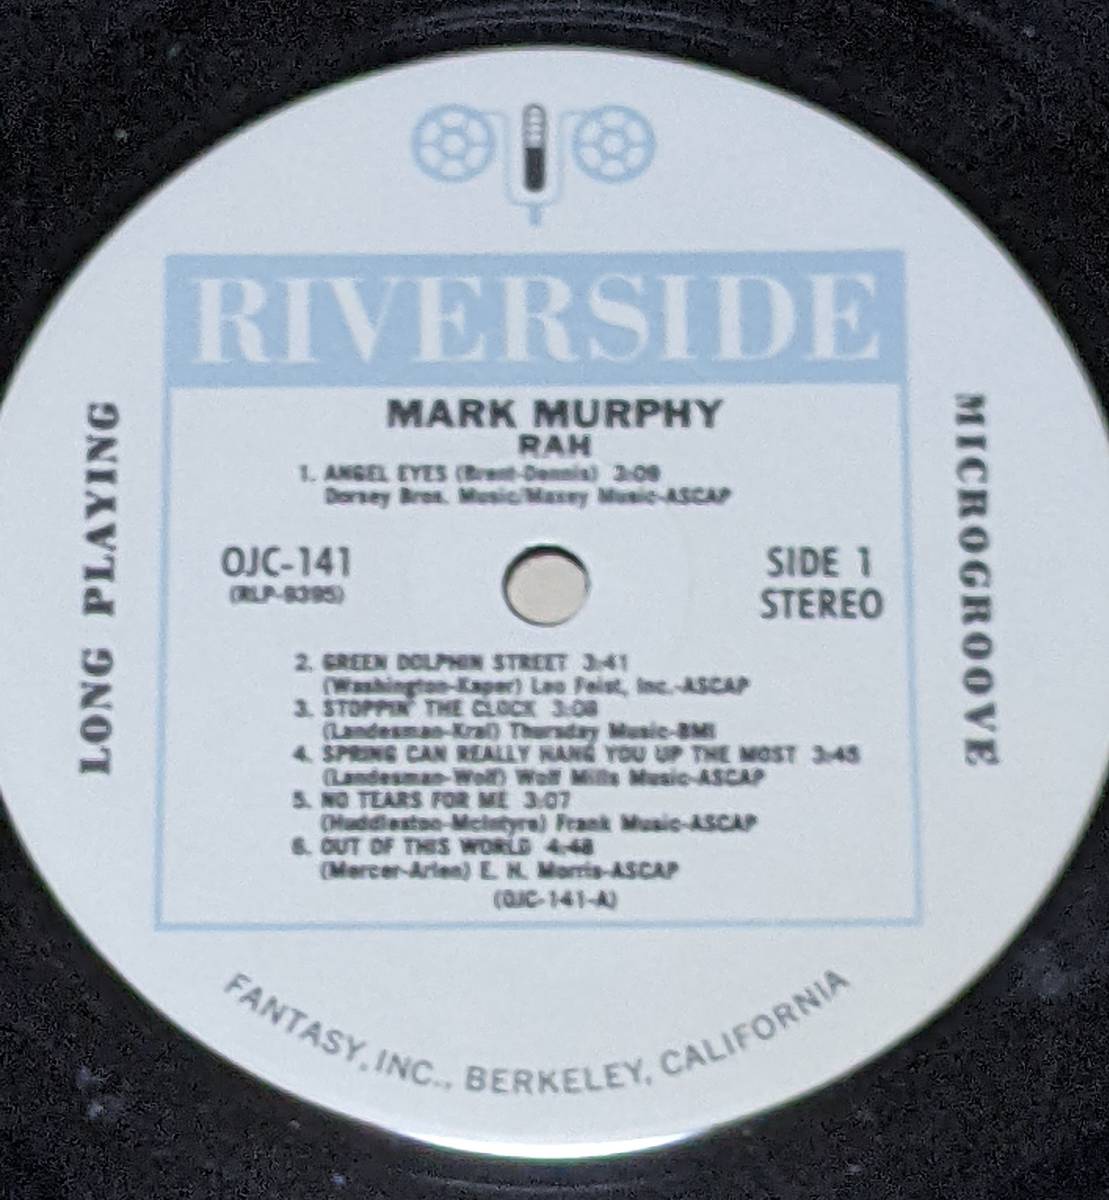 RIVERSIDE
MARK MURPHY
RAH
1. ANGEL EYES (Brent-Dennis) 3:09
Dorsey Bros. Music/Maxey Music-ASCAP
OJC-141
(RLP-9395)
SIDE 1
STEREO
2. GREEN DOLPHIN STREET 3:41
(Washington-Kaper) Leo Feist, Inc.-ASCAP
3. STOPPIN' THE CLOCK 3:08
(Landesman-Kral) Thursday Music-BMI
4. SPRING CAN REALLY HANG YOU UP THE MOST 3:45
(Landesman-Wolf) Wolf Mills Music-ASCAP
5. NO TEARS FOR ME 3:07
(Huddleston-McIntyre) Frank Music-ASCAP
6. OUT OF THIS WORLD 4:48
(Mercer-Arlen) E. H. Morris-ASCAP
(OJC-141-A)
LONG PLAYING
MICROGROOVE
FANTASY, INC., BERKELEY, CALIFORNIA